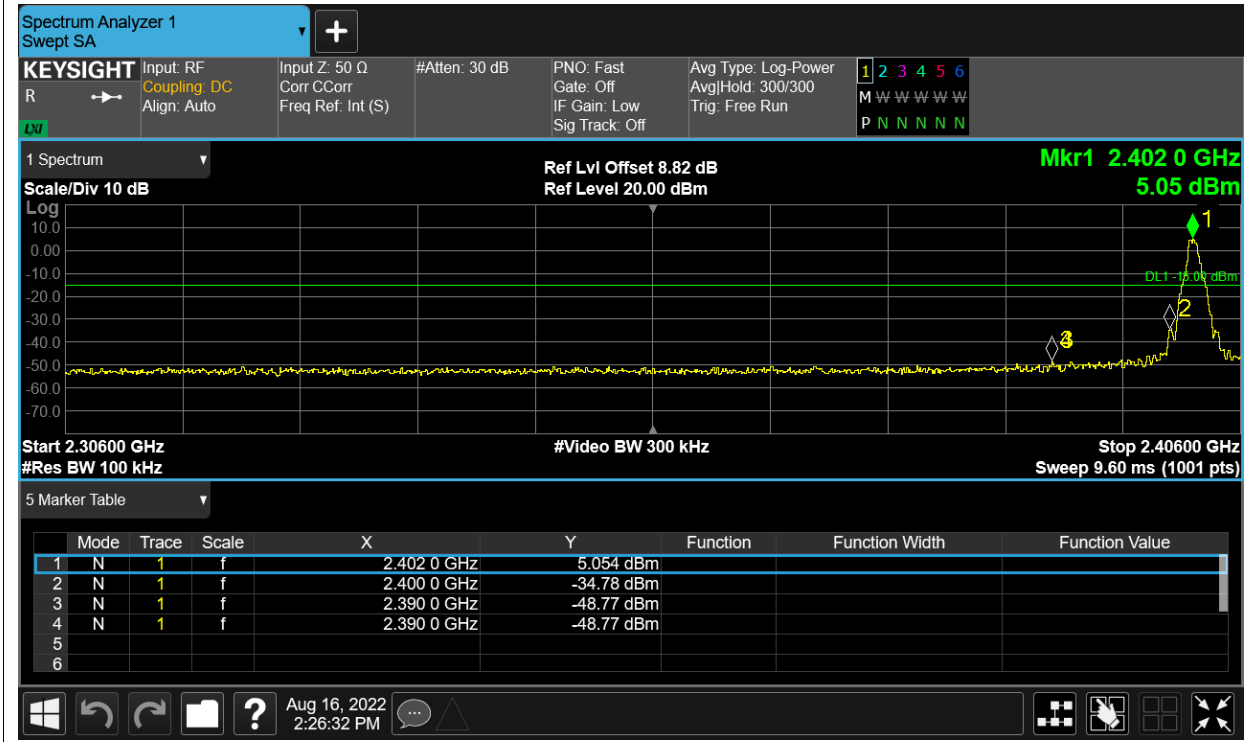 Spectrum Analyzer 1
Swept SA
KEYSIGHT
R
LXI
Input: RF
Coupling: DC
Align: Auto
Input Z: 50 Ω
Corr CCorr
Freq Ref: Int (S)
#Atten: 30 dB
PNO: Fast
Gate: Off
IF Gain: Low
Sig Track: Off
Avg Type: Log-Power
Avg|Hold: 300/300
Trig: Free Run
1 2 3 4 5 6
M W W W W W W
P N N N N N N
1 Spectrum
Scale/Div 10 dB
Ref Lvl Offset 8.82 dB
Ref Level 20.00 dBm
Mkr1 2.402 0 GHz
5.05 dBm
Log
10.0
0.00
-10.0
-20.0
-30.0
-40.0
-50.0
-60.0
-70.0
1
DL1 -15.00 dBm
2
Start 2.30600 GHz
#Res BW 100 kHz
#Video BW 300 kHz
Stop 2.40600 GHz
Sweep 9.60 ms (1001 pts)
5 Marker Table
Mode Trace Scale X Y Function Function Width Function Value
1 N 1 f 2.402 0 GHz 5.054 dBm
2 N 1 f 2.400 0 GHz -34.78 dBm
3 N 1 f 2.390 0 GHz -48.77 dBm
4 N 1 f 2.390 0 GHz -48.77 dBm
5
6
?
Aug 16, 2022
2:26:32 PM